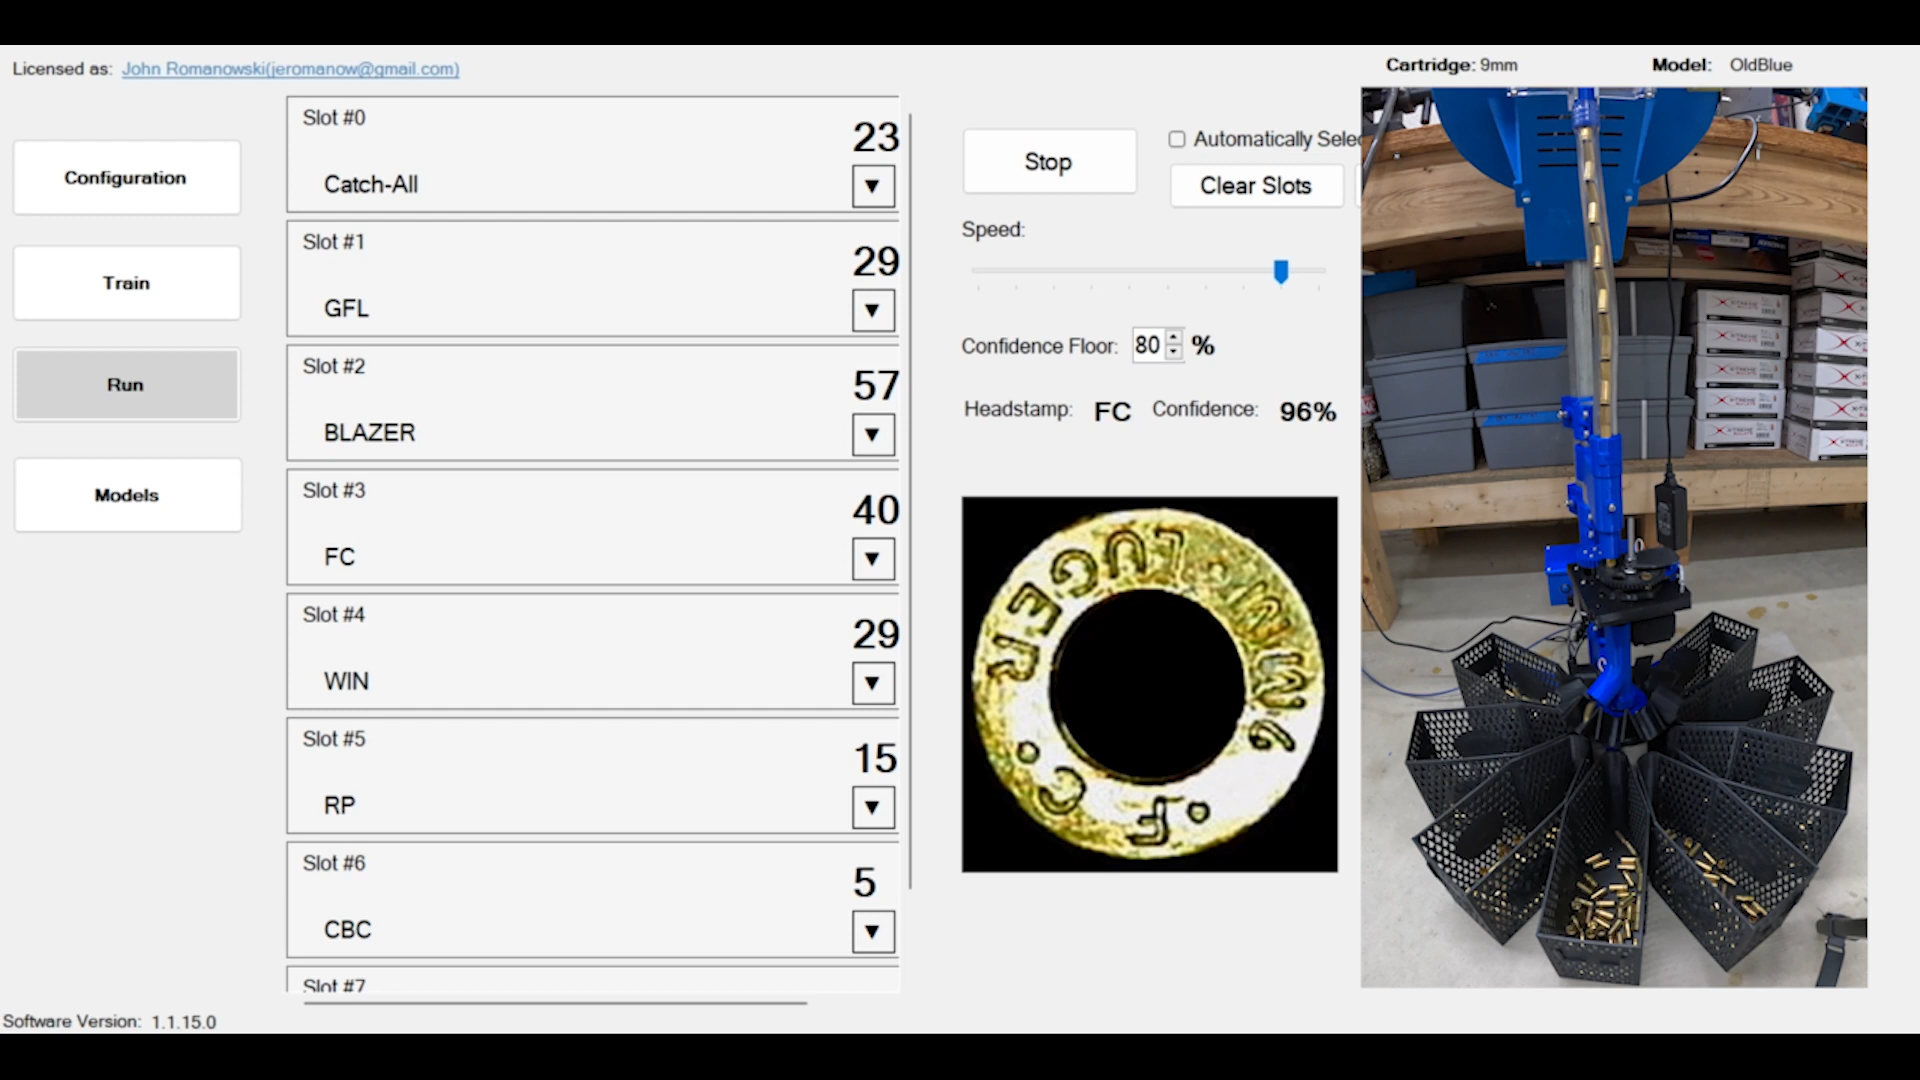 Licensed as: John Romanowski(jeromanow@gmail.com)
Configuration
Train
Run
Models
Slot #0
23
Catch-All
Slot #1
29
GFL
Slot #2
57
BLAZER
Slot #3
40
FC
Slot #4
29
WIN
Slot #5
15
RP
Slot #6
5
CBC
Slot #7
Stop
Automatically Selec
Clear Slots
Speed:
Confidence Floor: 80 %
Headstamp: FC Confidence: 96%
LUGER
9MM
F.C.
Cartridge: 9mm
Model: OldBlue
Software Version: 1.1.15.0